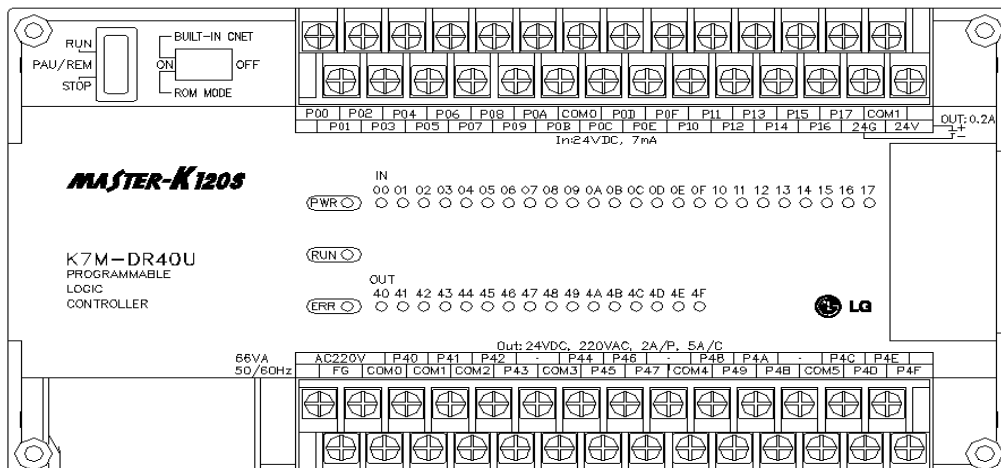 RUN
PAU/REM
STOP
BUILT-IN CNET
ON OFF
ROM MODE
P00 P02 P04 P06 P08 P0A COM0 P0D P0F P11 P13 P15 P17 COM1
P01 P03 P05 P07 P09 P0B P0C P0E P10 P12 P14 P16 24G 24V
OUT: 0.2A
+
-
In:24VDC, 7mA
MASTER-K120S
IN
00 01 02 03 04 05 06 07 08 09 0A 0B 0C 0D 0E 0F 10 11 12 13 14 15 16 17
PWR
K7M-DR40U
PROGRAMMABLE
LOGIC
CONTROLLER
RUN
OUT
40 41 42 43 44 45 46 47 48 49 4A 4B 4C 4D 4E 4F
ERR
LG
Out: 24VDC, 220VAC, 2A/P, 5A/C
66VA
50/60Hz
AC220V P40 P41 P42 - P44 P46 - P48 P4A - P4C P4E
FG COM0 COM1 COM2 P43 COM3 P45 P47 COM4 P49 P4B COM5 P4D P4F